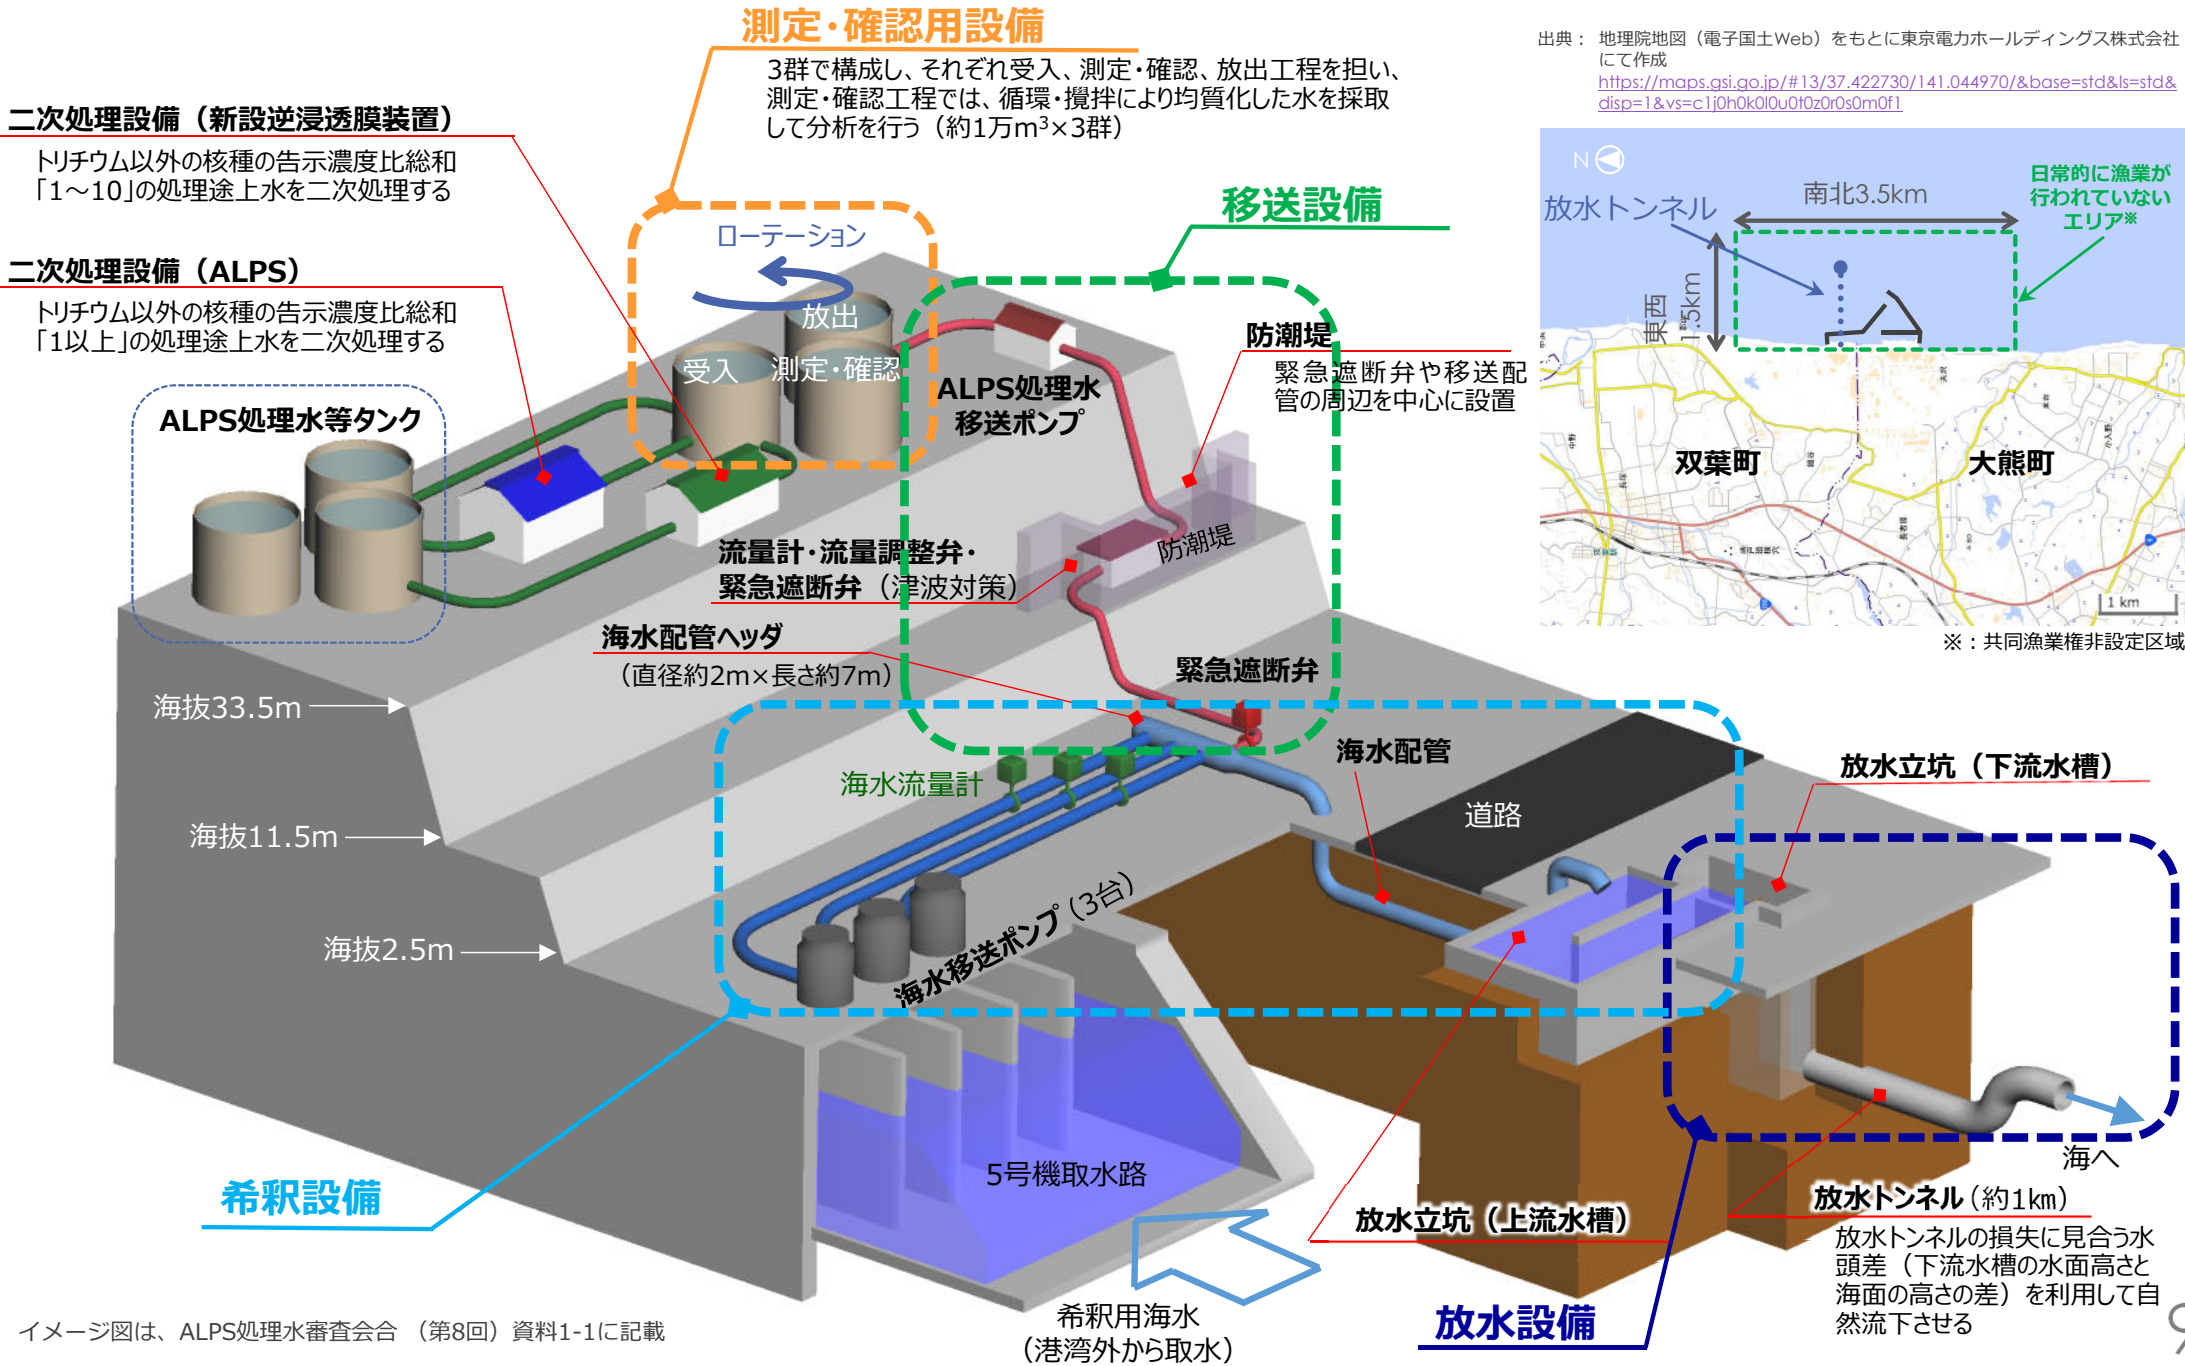 測定・確認用設備
3群で構成し、それぞれ受入、測定・確認、放出工程を担い、
測定・確認工程では、循環・攪拌により均質化した水を採取
して分析を行う（約1万m³×3群）
出典： 地理院地図（電子国土Web）をもとに東京電力ホールディングス株式会社
にて作成
https://maps.gsi.go.jp/#13/37.422730/141.044970/&base=std&ls=std&
disp=1&vs=c1j0h0k0l0u0t0z0r0s0m0f1
二次処理設備（新設逆浸透膜装置）
トリチウム以外の核種の告示濃度比総和
「1～10」の処理途上水を二次処理する
二次処理設備（ALPS）
トリチウム以外の核種の告示濃度比総和
「1以上」の処理途上水を二次処理する
ALPS処理水等タンク
ローテーション
放出
受入
測定・確認
移送設備
ALPS処理水
移送ポンプ
防潮堤
緊急遮断弁や移送配
管の周辺を中心に設置
防潮堤
流量計・流量調整弁・
緊急遮断弁（津波対策）
海水配管ヘッダ
（直径約2m×長さ約7m）
緊急遮断弁
N
放水トンネル
南北3.5km
東西
1.5km
日常的に漁業が
行われていない
エリア※
双葉町
大熊町
1 km
※：共同漁業権非設定区域
海抜33.5m
海抜11.5m
海抜2.5m
海水流量計
海水配管
道路
放水立坑（下流水槽）
海水移送ポンプ（3台）
5号機取水路
希釈設備
希釈用海水
（港湾外から取水）
放水立坑（上流水槽）
放水設備
海へ
放水トンネル（約1km）
放水トンネルの損失に見合う水
頭差（下流水槽の水面高さと
海面の高さの差）を利用して自
然流下させる
イメージ図は、ALPS処理水審査会合 （第8回）資料1-1に記載